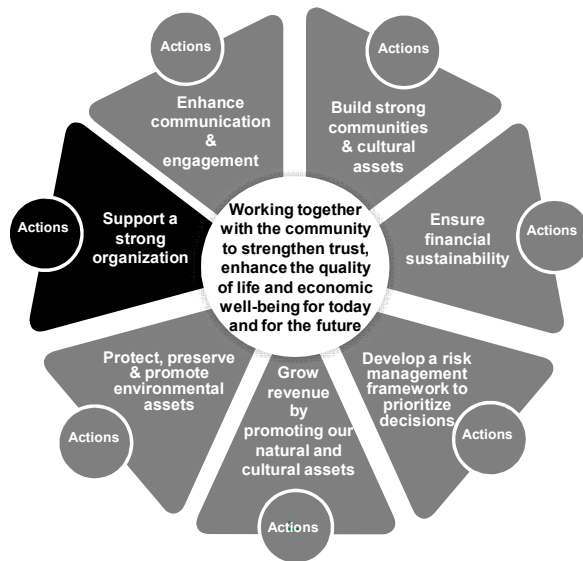 Actions
Enhance
communication
&
engagement
Actions
Build strong
communities
& cultural
assets
Actions
Support a
strong
organization
Working together
with the community
to strengthen trust,
enhance the quality
of life and economic
well-being for today
and for the future
Ensure
financial
sustainability
Actions
Protect, preserve
& promote
environmental
assets
Actions
Grow
revenue
by
promoting our
natural and
cultural assets
Actions
Develop a risk
management
framework to
prioritize
decisions
Actions